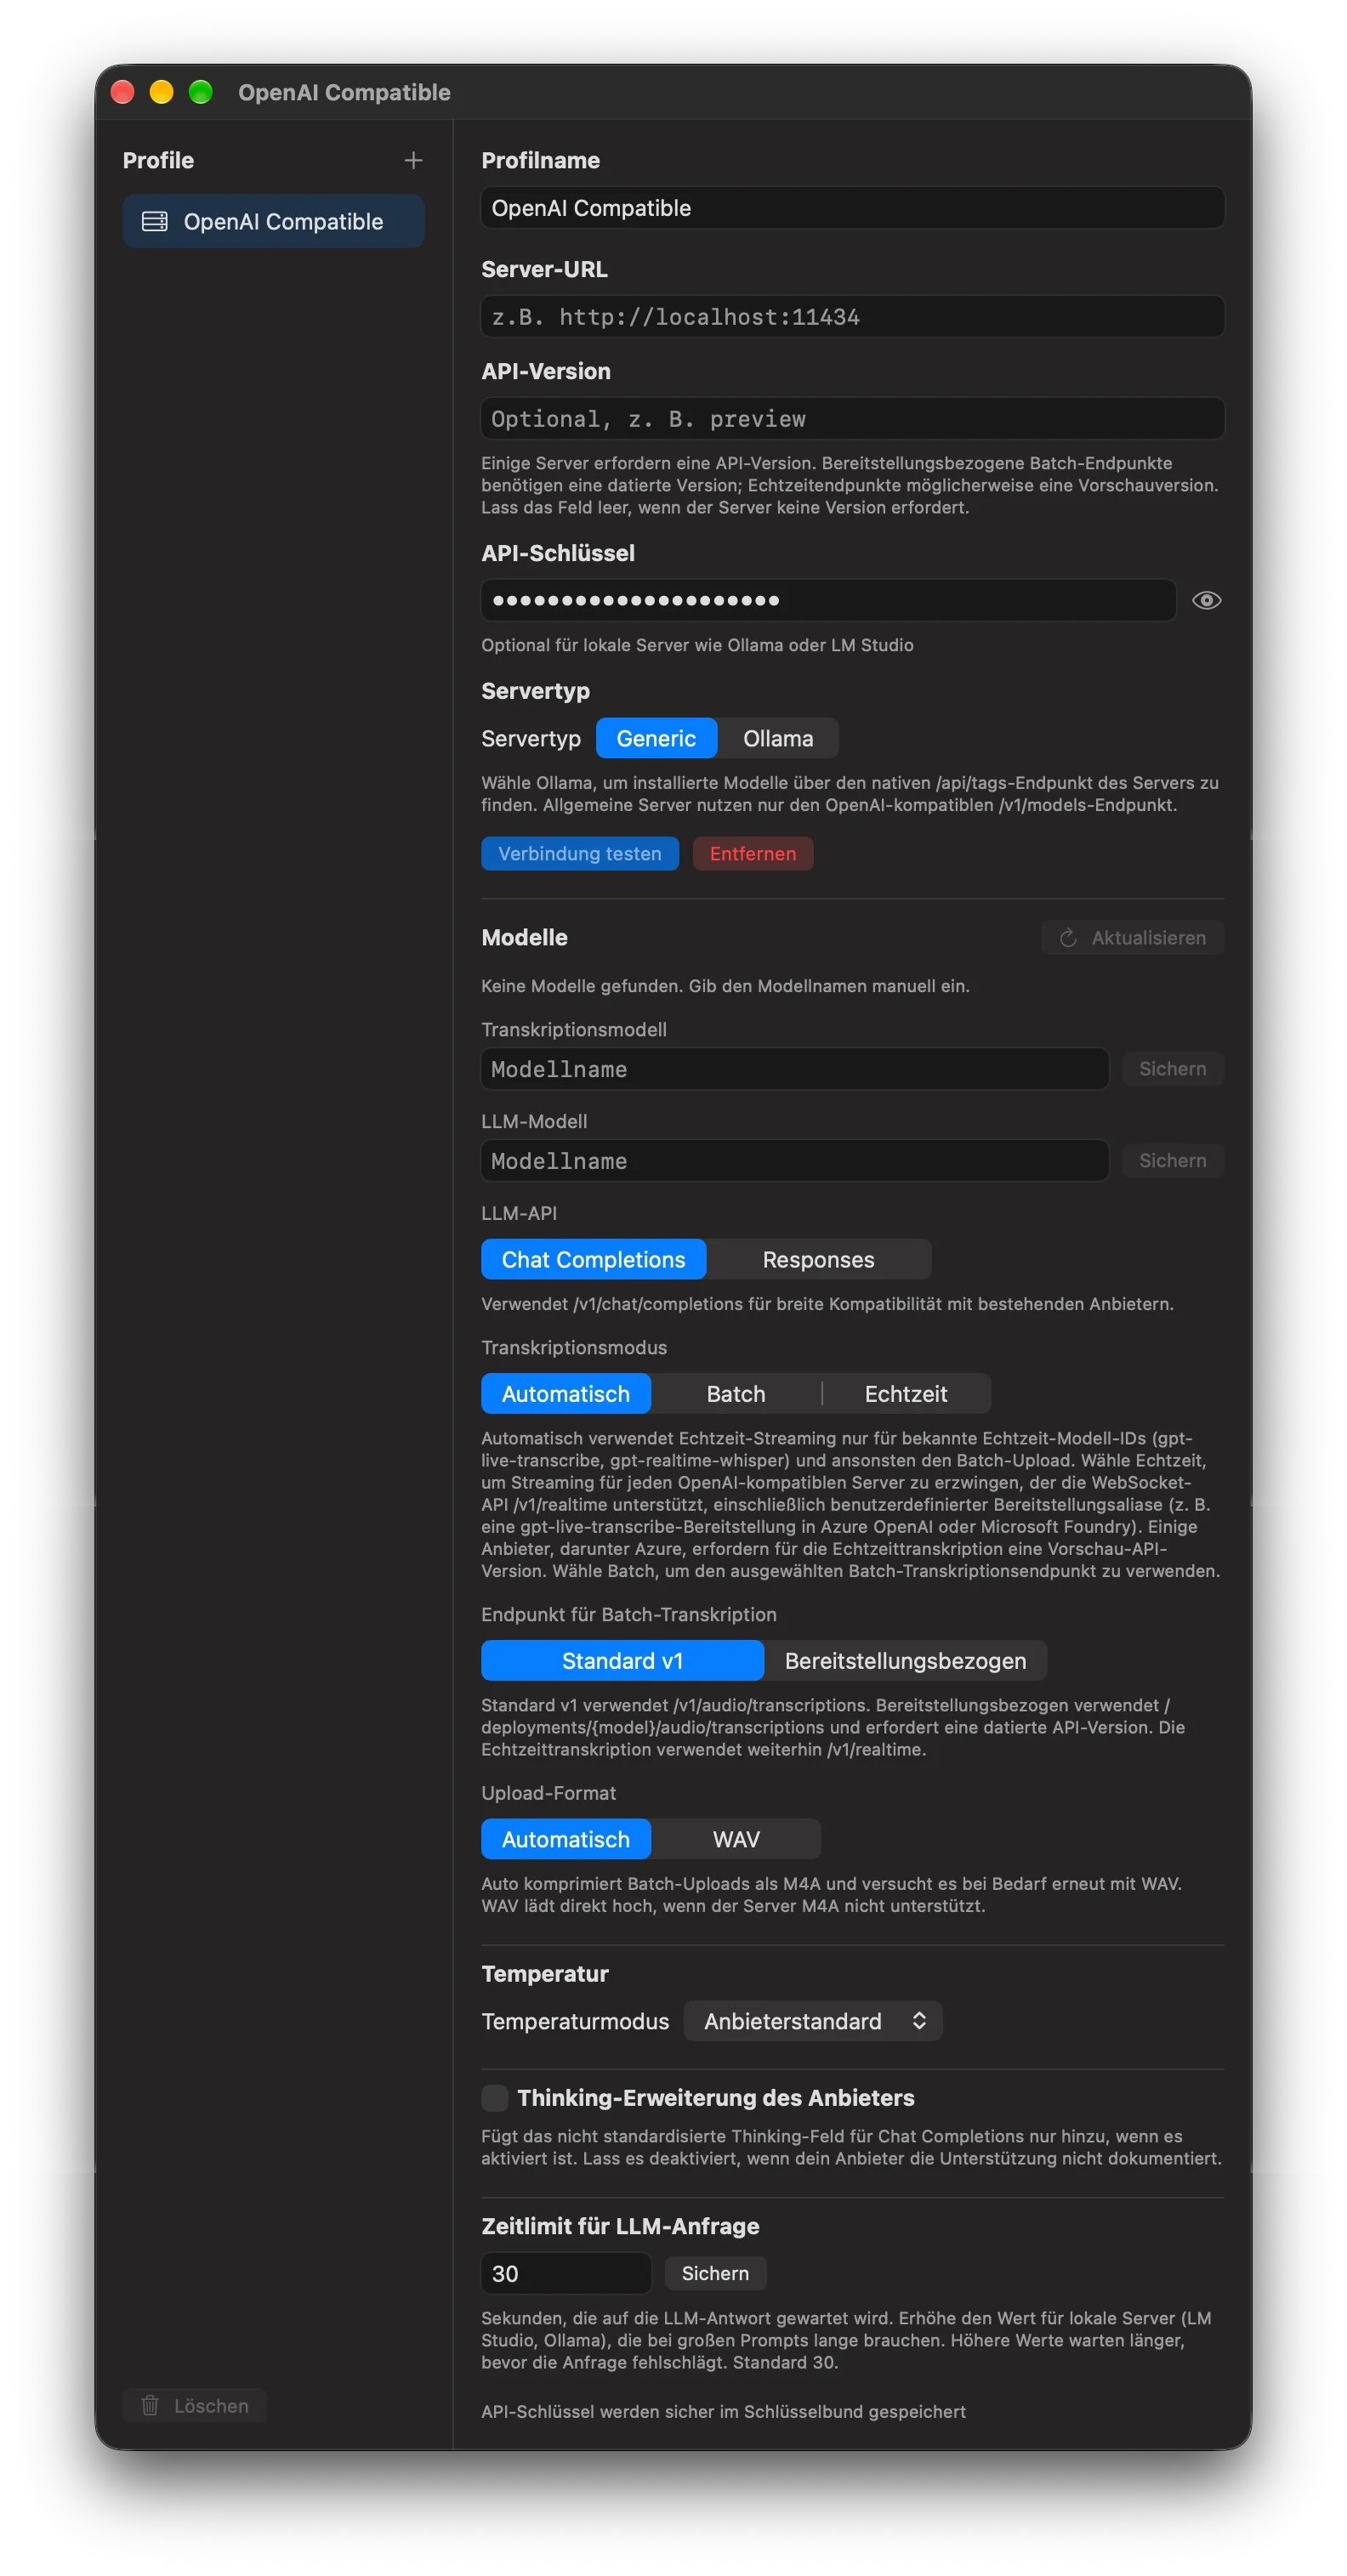 OpenAI Compatible
Profile
OpenAI Compatible
Löschen
Profilname
OpenAI Compatible
Server-URL
z.B. http://localhost:11434
API-Version
Optional, z. B. preview
Einige Server erfordern eine API-Version. Bereitstellungsbezogene Batch-Endpunkte
benötigen eine datierte Version; Echtzeitendpunkte möglicherweise eine Vorschauversion.
Lass das Feld leer, wenn der Server keine Version erfordert.
API-Schlüssel
•••••••••••••••••••••
Optional für lokale Server wie Ollama oder LM Studio
Servertyp
Servertyp Generic Ollama
Wähle Ollama, um installierte Modelle über den nativen /api/tags-Endpunkt des Servers zu
finden. Allgemeine Server nutzen nur den OpenAI-kompatiblen /v1/models-Endpunkt.
Verbindung testen Entfernen
Modelle Aktualisieren
Keine Modelle gefunden. Gib den Modellnamen manuell ein.
Transkriptionsmodell
Modellname Sichern
LLM-Modell
Modellname Sichern
LLM-API
Chat Completions Responses
Verwendet /v1/chat/completions für breite Kompatibilität mit bestehenden Anbietern.
Transkriptionsmodus
Automatisch Batch Echtzeit
Automatisch verwendet Echtzeit-Streaming nur für bekannte Echtzeit-Modell-IDs (gpt-
live-transcribe, gpt-realtime-whisper) und ansonsten den Batch-Upload. Wähle Echtzeit,
um Streaming für jeden OpenAI-kompatiblen Server zu erzwingen, der die WebSocket-
API /v1/realtime unterstützt, einschließlich benutzerdefinierter Bereitstellungsaliase (z. B.
eine gpt-live-transcribe-Bereitstellung in Azure OpenAI oder Microsoft Foundry). Einige
Anbieter, darunter Azure, erfordern für die Echtzeittranskription eine Vorschau-API-
Version. Wähle Batch, um den ausgewählten Batch-Transkriptionsendpunkt zu verwenden.
Endpunkt für Batch-Transkription
Standard v1 Bereitstellungsbezogen
Standard v1 verwendet /v1/audio/transcriptions. Bereitstellungsbezogen verwendet /
deployments/{model}/audio/transcriptions und erfordert eine datierte API-Version. Die
Echtzeittranskription verwendet weiterhin /v1/realtime.
Upload-Format
Automatisch WAV
Auto komprimiert Batch-Uploads als M4A und versucht es bei Bedarf erneut mit WAV.
WAV lädt direkt hoch, wenn der Server M4A nicht unterstützt.
Temperatur
Temperaturmodus Anbieterstandard
Thinking-Erweiterung des Anbieters
Fügt das nicht standardisierte Thinking-Feld für Chat Completions nur hinzu, wenn es
aktiviert ist. Lass es deaktiviert, wenn dein Anbieter die Unterstützung nicht dokumentiert.
Zeitlimit für LLM-Anfrage
30 Sichern
Sekunden, die auf die LLM-Antwort gewartet wird. Erhöhe den Wert für lokale Server (LM
Studio, Ollama), die bei großen Prompts lange brauchen. Höhere Werte warten länger,
bevor die Anfrage fehlschlägt. Standard 30.
API-Schlüssel werden sicher im Schlüsselbund gespeichert